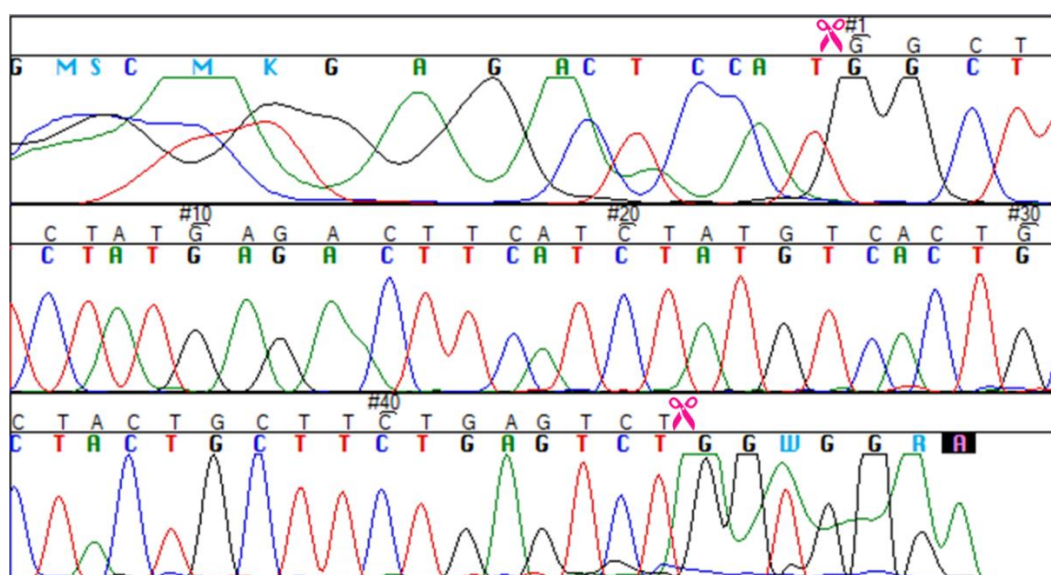 #1
G G C T
G M S C M K G A G A C T C C A T G G C T
#10 #20 #30
C T A T G A G A C T T C A T C T A T G T C A C T G
C T A T G A G A C T T C A T C T A T G T C A C T G
#40
C T A C T G C T T C T G A G T C T
C T A C T G C T T C T G A G T C T G G W G G R A